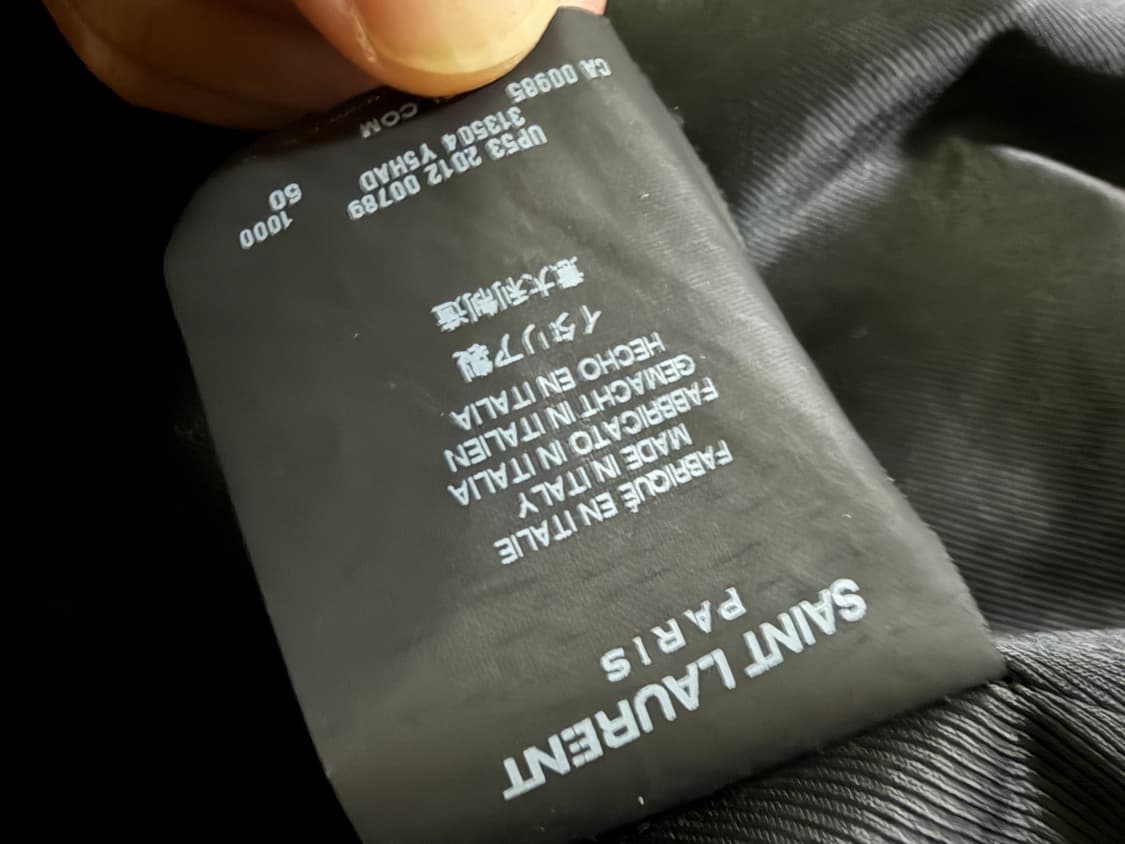 SAINT LAURENT
PARIS
FABRIQUÉ EN ITALIE
MADE IN ITALY
FABBRICATO IN ITALIA
GEMACHT IN ITALIEN
HECHO EN ITALIA
イタリア製
意大利制造
UP53 2012 00789
313504 Y5HAD 1000
CA 00985 60
.COM